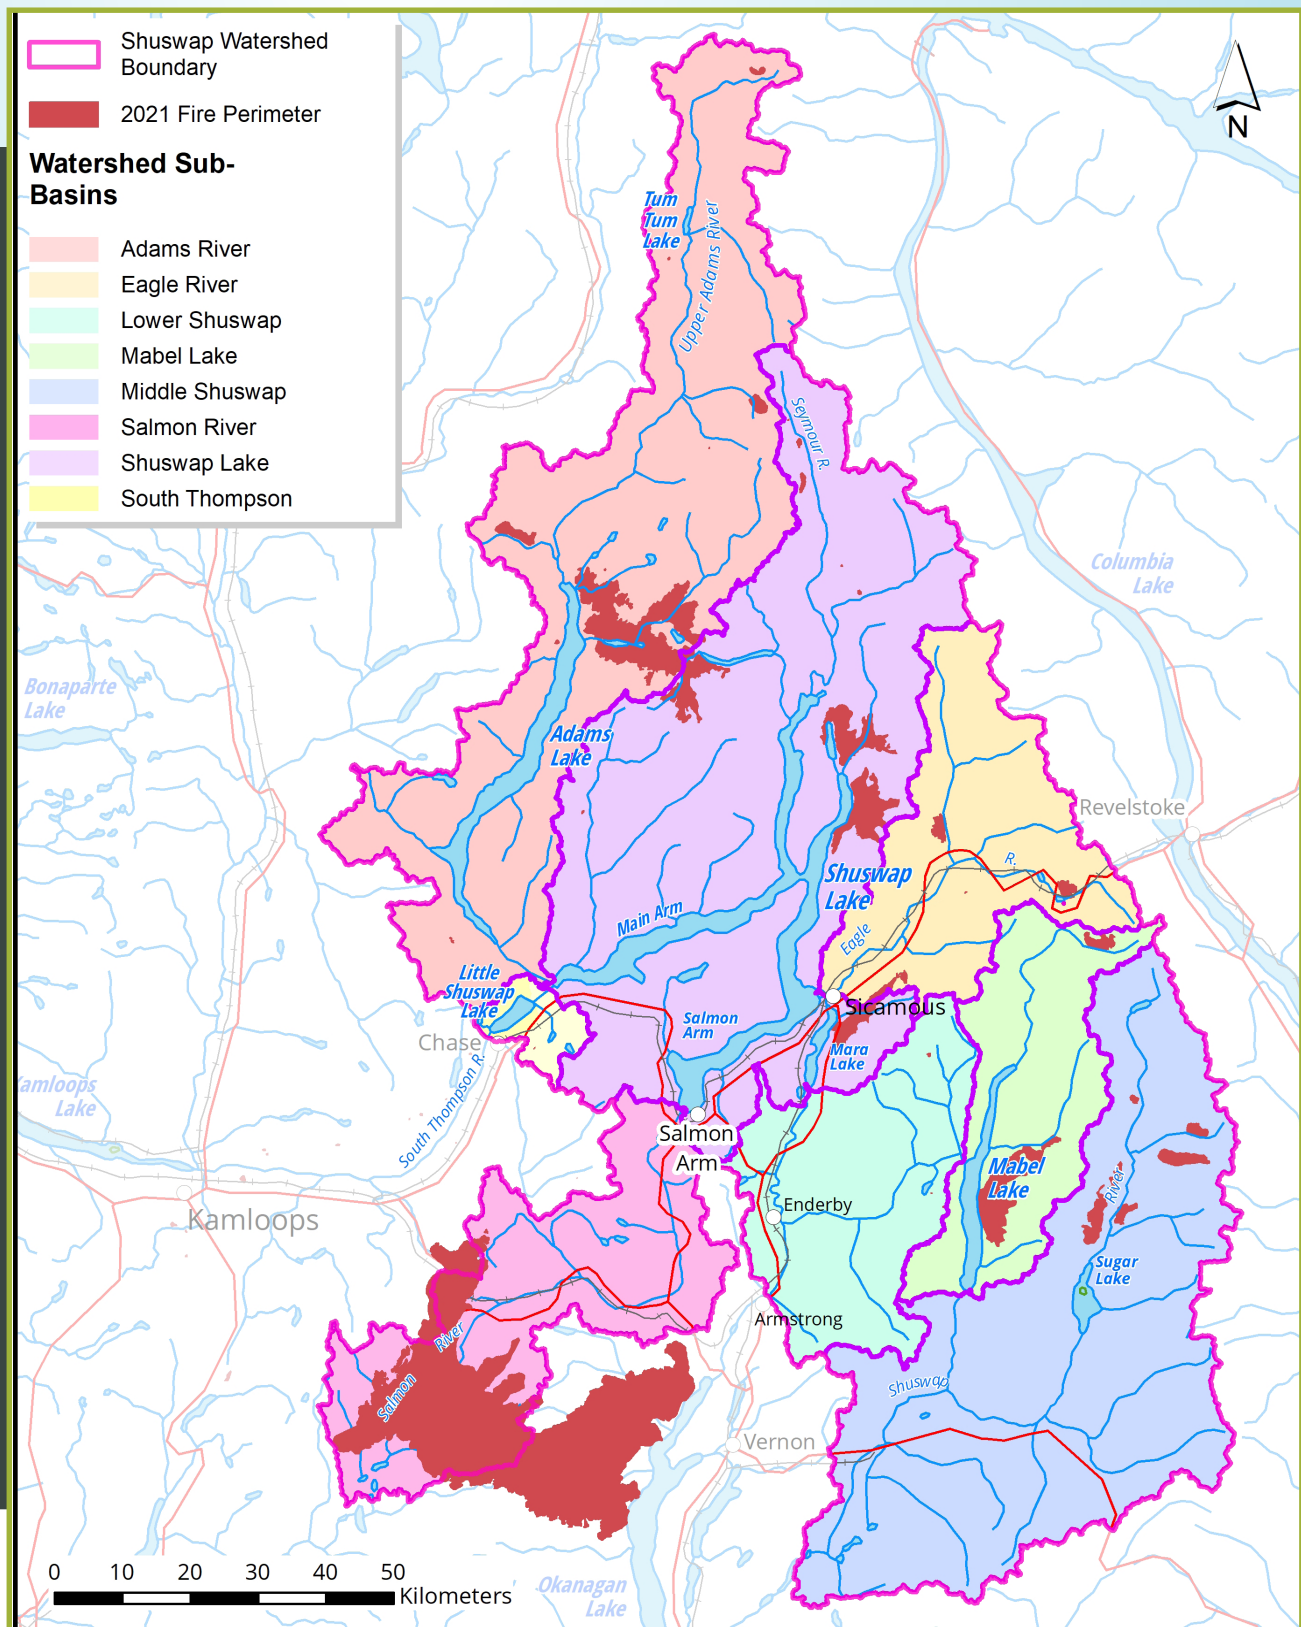 Shuswap Watershed
Boundary
2021 Fire Perimeter
Watershed Sub-
Basins
Adams River
Eagle River
Lower Shuswap
Mabel Lake
Middle Shuswap
Salmon River
Shuswap Lake
South Thompson
N
Tum
Tum
Lake
Upper Adams River
Seymour R.
Columbia
Lake
Bonaparte
Lake
Adams
Lake
Revelstoke
R.
Shuswap
Lake
Main Arm
Eagle
Little
Shuswap
Lake
Sicamous
Salmon
Arm
Chase
Mara
Lake
Kamloops
Lake
South Thompson R.
Salmon
Arm
Mabel
Lake
River
Enderby
Kamloops
Sugar
Lake
Armstrong
River
Salmon
Shuswap
Vernon
0 10 20 30 40 50
Kilometers
Okanagan
Lake